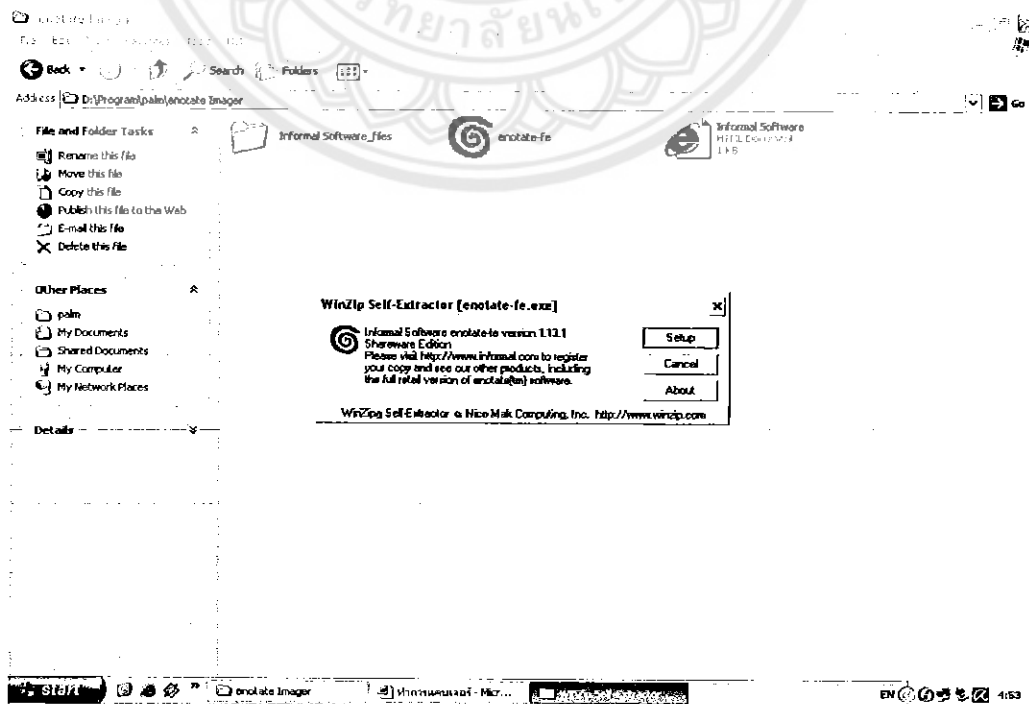 Back
Search
Folders
Address D:\Program\palm\enotate Imager
Go
File and Folder Tasks
Rename this file
Move this file
Copy this file
Publish this file to the Web
E-mail this file
Delete this file
Other Places
palm
My Documents
Shared Documents
My Computer
My Network Places
Details
Informal Software_files
enotate-fe
Informal Software
HTML Document
1 KB
WinZip Self-Extractor [enotate-fe.exe]
Informal Software enotate-fe version 1.13.1
Shareware Edition
Please visit http://www.informal.com to register
your copy and see our other products, including
the full retail version of enotate(tm) software.
Setup
Cancel
About
WinZip® Self-Extractor © Nico Mak Computing, Inc. http://www.winzip.com
start
enotate Imager
Micr...
EN
4:53